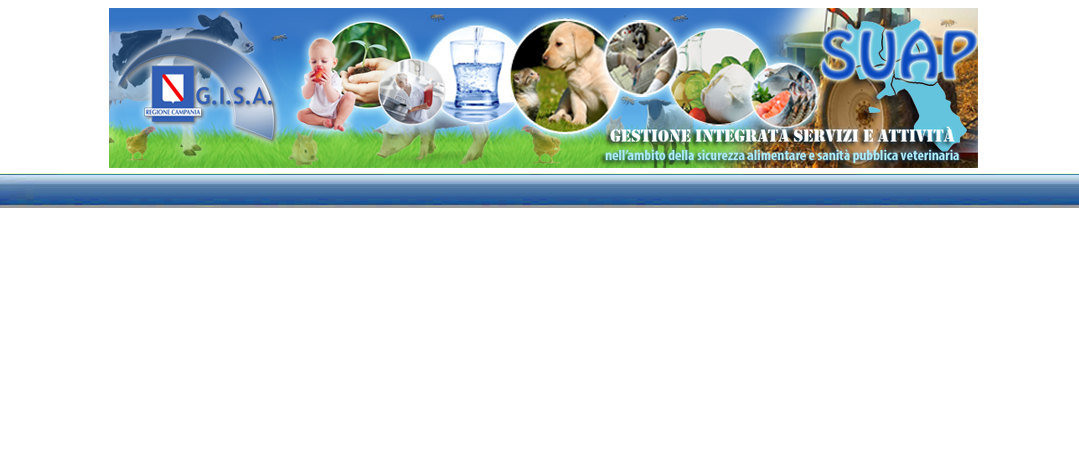 SUAP
G.I.S.A.
REGIONE CAMPANIA
GESTIONE INTEGRATA SERVIZI E ATTIVITÀ
nell'ambito della sicurezza alimentare e sanità pubblica veterinaria